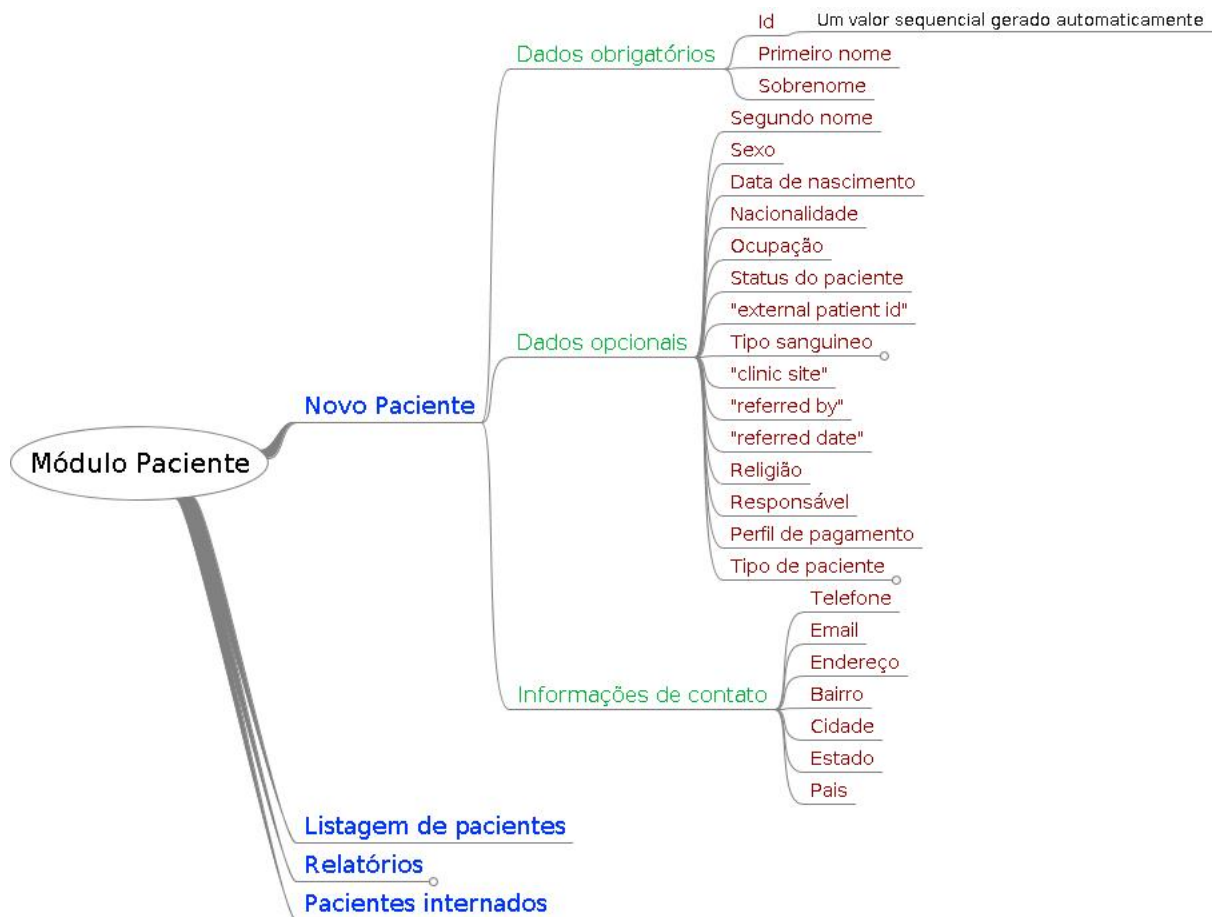 Módulo Paciente
Novo Paciente
Dados obrigatórios
Id
Um valor sequencial gerado automaticamente
Primeiro nome
Sobrenome
Dados opcionais
Segundo nome
Sexo
Data de nascimento
Nacionalidade
Ocupação
Status do paciente
"external patient id"
Tipo sanguineo
"clinic site"
"referred by"
"referred date"
Religião
Responsável
Perfil de pagamento
Tipo de paciente
Informações de contato
Telefone
Email
Endereço
Bairro
Cidade
Estado
Pais
Listagem de pacientes
Relatórios
Pacientes internados